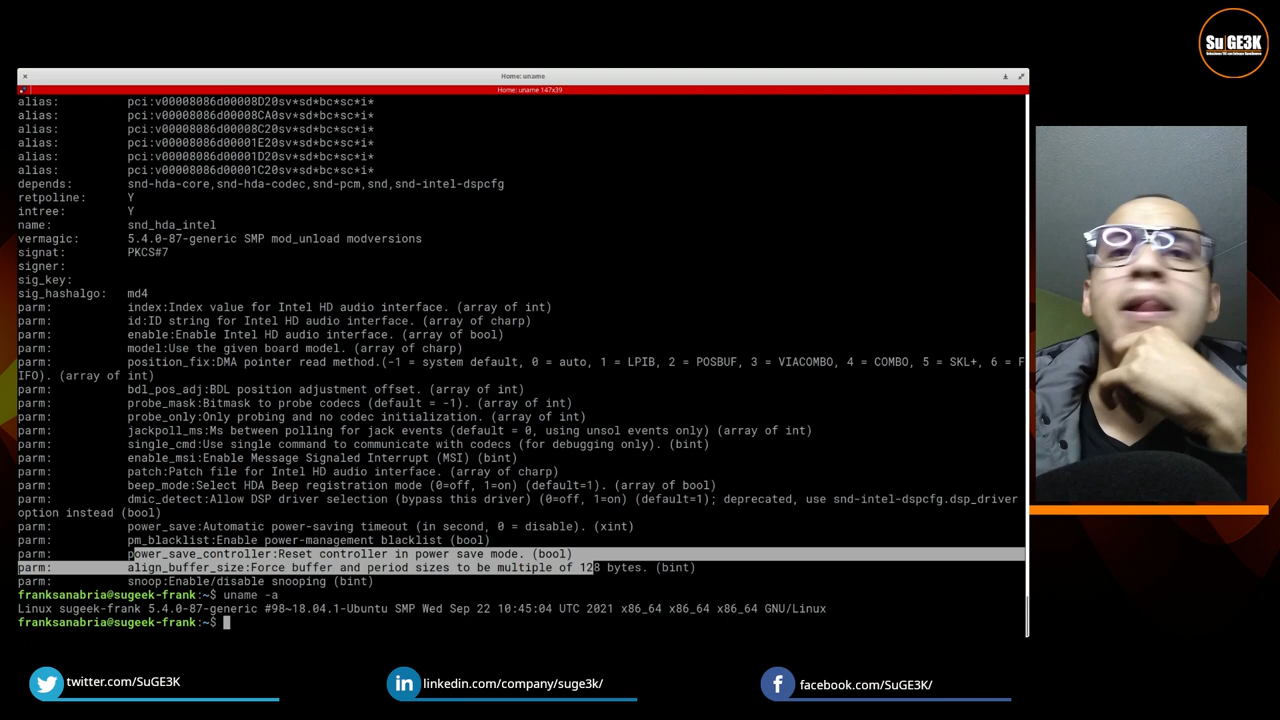 Su GE3K
Home: uname
Home: uname 147x39
alias: pci:v00008086d00008D20sv*sd*bc*sc*i*
alias: pci:v00008086d00008CA0sv*sd*bc*sc*i*
alias: pci:v00008086d00008C20sv*sd*bc*sc*i*
alias: pci:v00008086d00001E20sv*sd*bc*sc*i*
alias: pci:v00008086d00001D20sv*sd*bc*sc*i*
alias: pci:v00008086d00001C20sv*sd*bc*sc*i*
depends: snd-hda-core,snd-hda-codec,snd-pcm,snd,snd-intel-dspcfg
retpoline: Y
intree: Y
name: snd_hda_intel
vermagic: 5.4.0-87-generic SMP mod_unload modversions
signat: PKCS#7
signer:
sig_key:
sig_hashalgo: md4
parm: index:Index value for Intel HD audio interface. (array of int)
parm: id:ID string for Intel HD audio interface. (array of charp)
parm: enable:Enable Intel HD audio interface. (array of bool)
parm: model:Use the given board model. (array of charp)
parm: position_fix:DMA pointer read method.(-1 = system default, 0 = auto, 1 = LPIB, 2 = POSBUF, 3 = VIACOMBO, 4 = COMBO, 5 = SKL+, 6 = F
IFO). (array of int)
parm: bdl_pos_adj:BDL position adjustment offset. (array of int)
parm: probe_mask:Bitmask to probe codecs (default = -1). (array of int)
parm: probe_only:Only probing and no codec initialization. (array of int)
parm: jackpoll_ms:Ms between polling for jack events (default = 0, using unsol events only) (array of int)
parm: single_cmd:Use single command to communicate with codecs (for debugging only). (bint)
parm: enable_msi:Enable Message Signaled Interrupt (MSI) (bint)
parm: patch:Patch file for Intel HD audio interface. (array of charp)
parm: beep_mode:Select HDA Beep registration mode (0=off, 1=on) (default=1). (array of bool)
parm: dmic_detect:Allow DSP driver selection (bypass this driver) (0=off, 1=on) (default=1); deprecated, use snd-intel-dspcfg.dsp_driver
option instead (bool)
parm: power_save:Automatic power-saving timeout (in second, 0 = disable). (xint)
parm: pm_blacklist:Enable power-management blacklist (bool)
parm: power_save_controller:Reset controller in power save mode. (bool)
parm: align_buffer_size:Force buffer and period sizes to be multiple of 128 bytes. (bint)
parm: snoop:Enable/disable snooping (bint)
franksanabria@sugeek-frank:~$ uname -a
Linux sugeek-frank 5.4.0-87-generic #98~18.04.1-Ubuntu SMP Wed Sep 22 10:45:04 UTC 2021 x86_64 x86_64 x86_64 GNU/Linux
franksanabria@sugeek-frank:~$
twitter.com/SuGE3K
linkedin.com/company/suge3k/
facebook.com/SuGE3K/